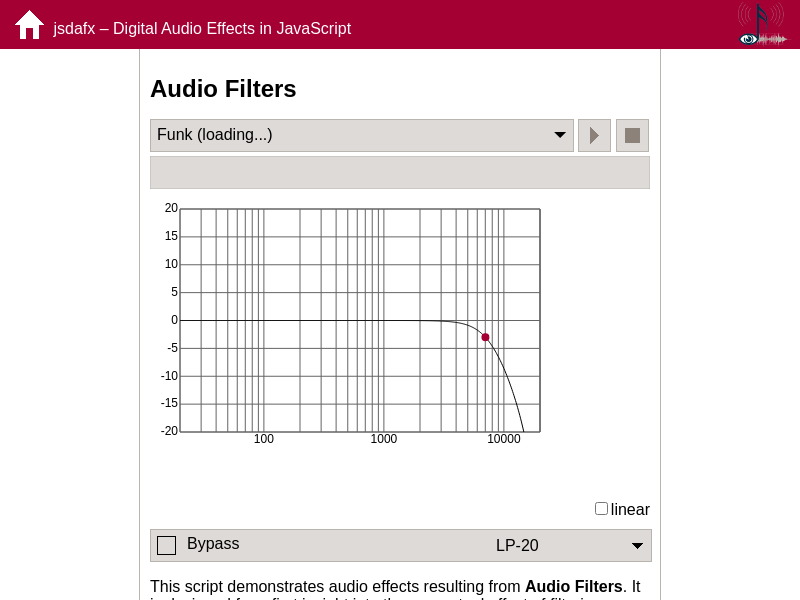 jsdafx – Digital Audio Effects in JavaScript
Audio Filters
Funk (loading...)
20
15
10
5
0
-5
-10
-15
-20
100 1000 10000
linear
Bypass LP-20
This script demonstrates audio effects resulting from Audio Filters. It